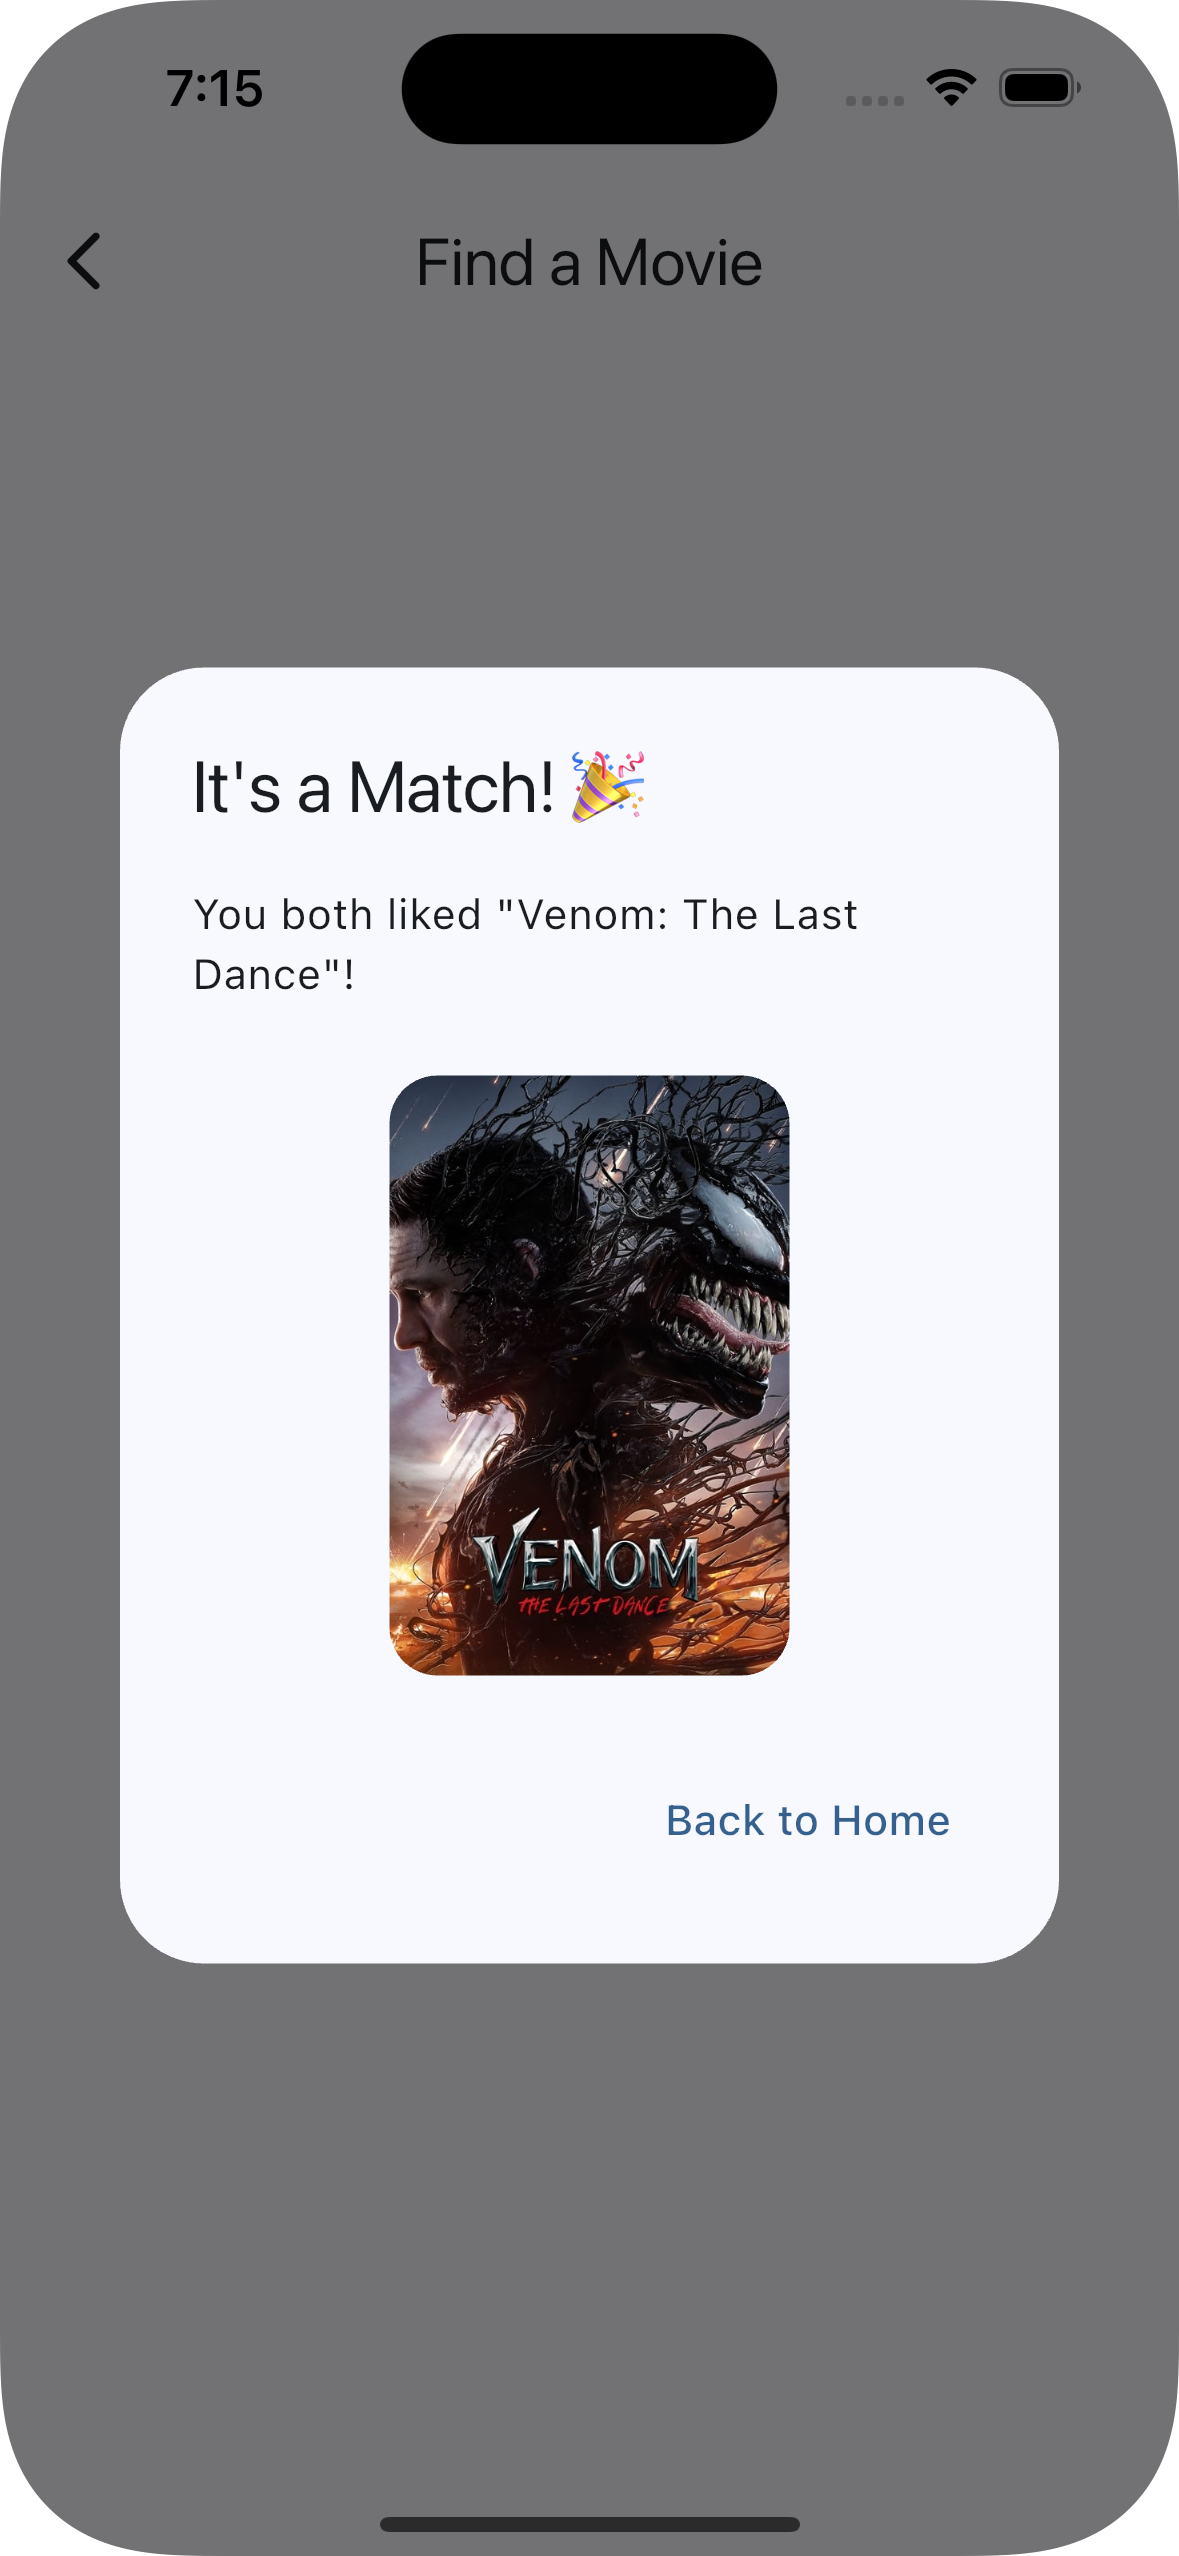 7:15
Find a Movie
It's a Match! 🎉
You both liked "Venom: The Last
Dance"!
VENOM
THE LAST DANCE
Back to Home